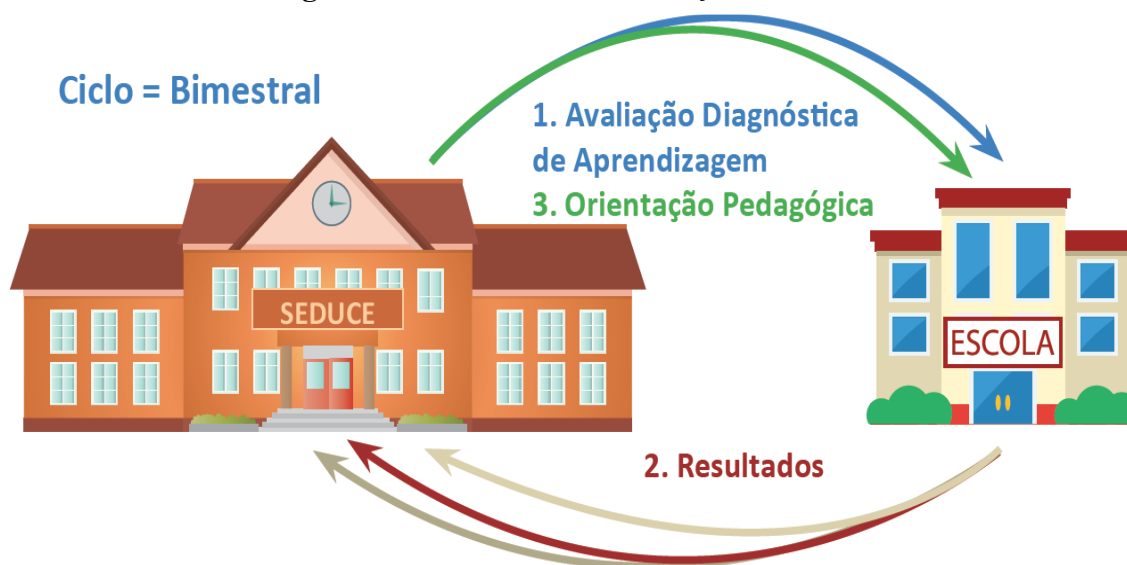 Ciclo = Bimestral
1. Avaliação Diagnóstica
de Aprendizagem
3. Orientação Pedagógica
SEDUCE
ESCOLA
2. Resultados